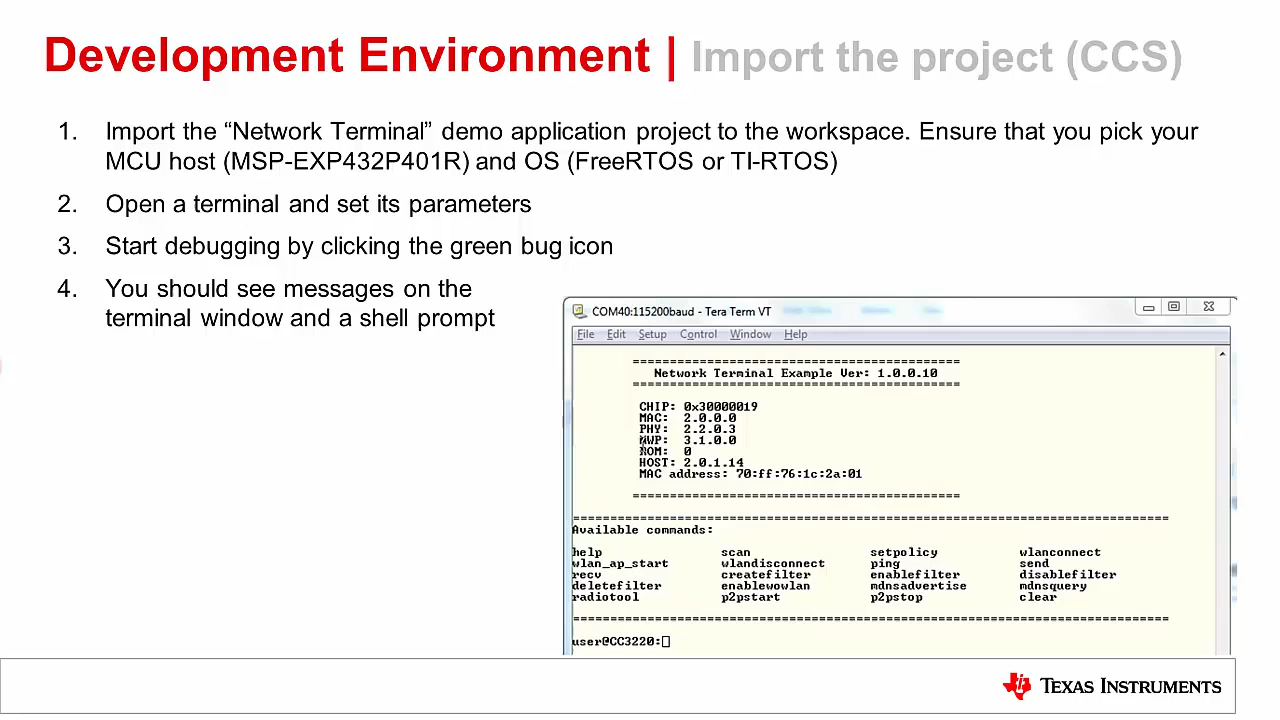 Development Environment | Import the project (CCS)
1. Import the “Network Terminal” demo application project to the workspace. Ensure that you pick your
MCU host (MSP-EXP432P401R) and OS (FreeRTOS or TI-RTOS)
2. Open a terminal and set its parameters
3. Start debugging by clicking the green bug icon
4. You should see messages on the
terminal window and a shell prompt
COM40:115200baud - Tera Term VT
File Edit Setup Control Window Help
============================================
Network Terminal Example Ver: 1.0.0.10
============================================
CHIP: 0x30000019
MAC: 2.0.0.0
PHY: 2.2.0.3
NWP: 3.1.0.0
ROM: 0
HOST: 2.0.1.14
MAC address: 70:ff:76:1c:2a:01
============================================
================================================================================
Available commands:
help scan setpolicy wlanconnect
wlan_ap_start wlandisconnect ping send
recv createfilter enablefilter disablefilter
deletefilter enablewowlan mdnsadvertise mdnsquery
radiotool p2pstart p2pstop clear
================================================================================
user@CC3220:
TEXAS INSTRUMENTS